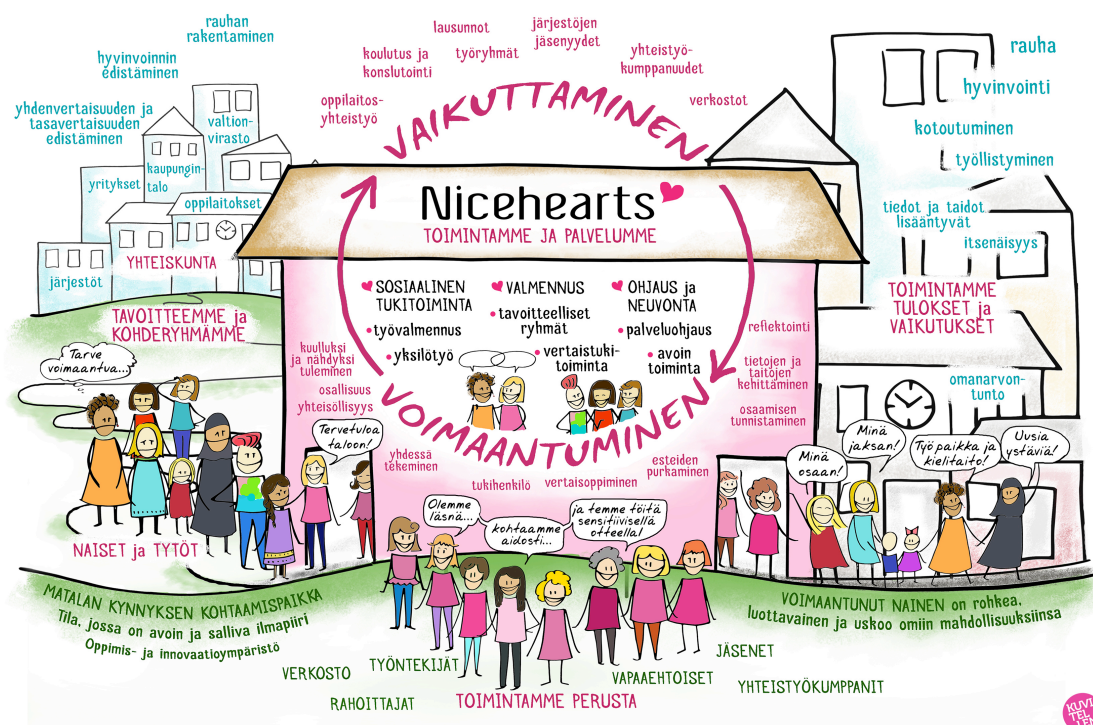 rauhan
rakentaminen
hyvinvoinnin
edistäminen
yhdenvertaisuuden ja
tasavertaisuuden
edistäminen
valtion-
virasto
kaupungin-
talo
yritykset
oppilaitokset
järjestöt
YHTEISKUNTA
TAVOITTEEMME ja
KOHDERYHMÄMME
lausunnot
järjestöjen
jäsenyydet
koulutus ja
konslutointi
työryhmät
yhteistyö-
kumppanuudet
oppilaitos-
yhteistyö
verkostot
VAIKUTTAMINEN
Nicehearts
TOIMINTAMME JA PALVELUMME
SOSIAALINEN
TUKITOIMINTA
• työvalmennus
• yksilötyö
VALMENNUS
• tavoitteelliset
ryhmät
• vertaistuki-
toiminta
OHJAUS ja
NEUVONTA
• palveluohjaus
• avoin
toiminta
VOIMAANTUMINEN
kuulluksi
ja nähdyksi
tuleminen
osallisuus
yhteisöllisyys
yhdessä
tekeminen
tukihenkilö
vertaisoppiminen
esteiden
purkaminen
osaamisen
tunnistaminen
tietojen ja
taitojen
kehittäminen
reflektointi
rauha
hyvinvointi
kotoutuminen
työllistyminen
tiedot ja taidot
lisääntyvät
itsenäisyys
TOIMINTAMME
TULOKSET ja
VAIKUTUKSET
omanarvon-
tunto
Tarve
voimaantua...
Tervetuloa
taloon!
Olemme
läsnä...
kohtaamme
aidosti...
ja temme töitä
sensitiivisellä
otteella!
Minä
osaan!
Minä
jaksan!
Työpaikka ja
kielitaito!
Uusia
ystäviä!
NAISET ja TYTÖT
MATALAN KYNNYKSEN KOHTAAMISPAIKKA
Tila, jossa on avoin ja salliva ilmapiiri
Oppimis- ja innovaatioympäristö
VOIMAANTUNUT NAINEN on rohkea,
luottavainen ja uskoo omiin mahdollisuuksiinsa
VERKOSTO
TYÖNTEKIJÄT
RAHOITTAJAT
TOIMINTAMME PERUSTA
VAPAAEHTOISET
JÄSENET
YHTEISTYÖKUMPPANIT
KUVI
TEL